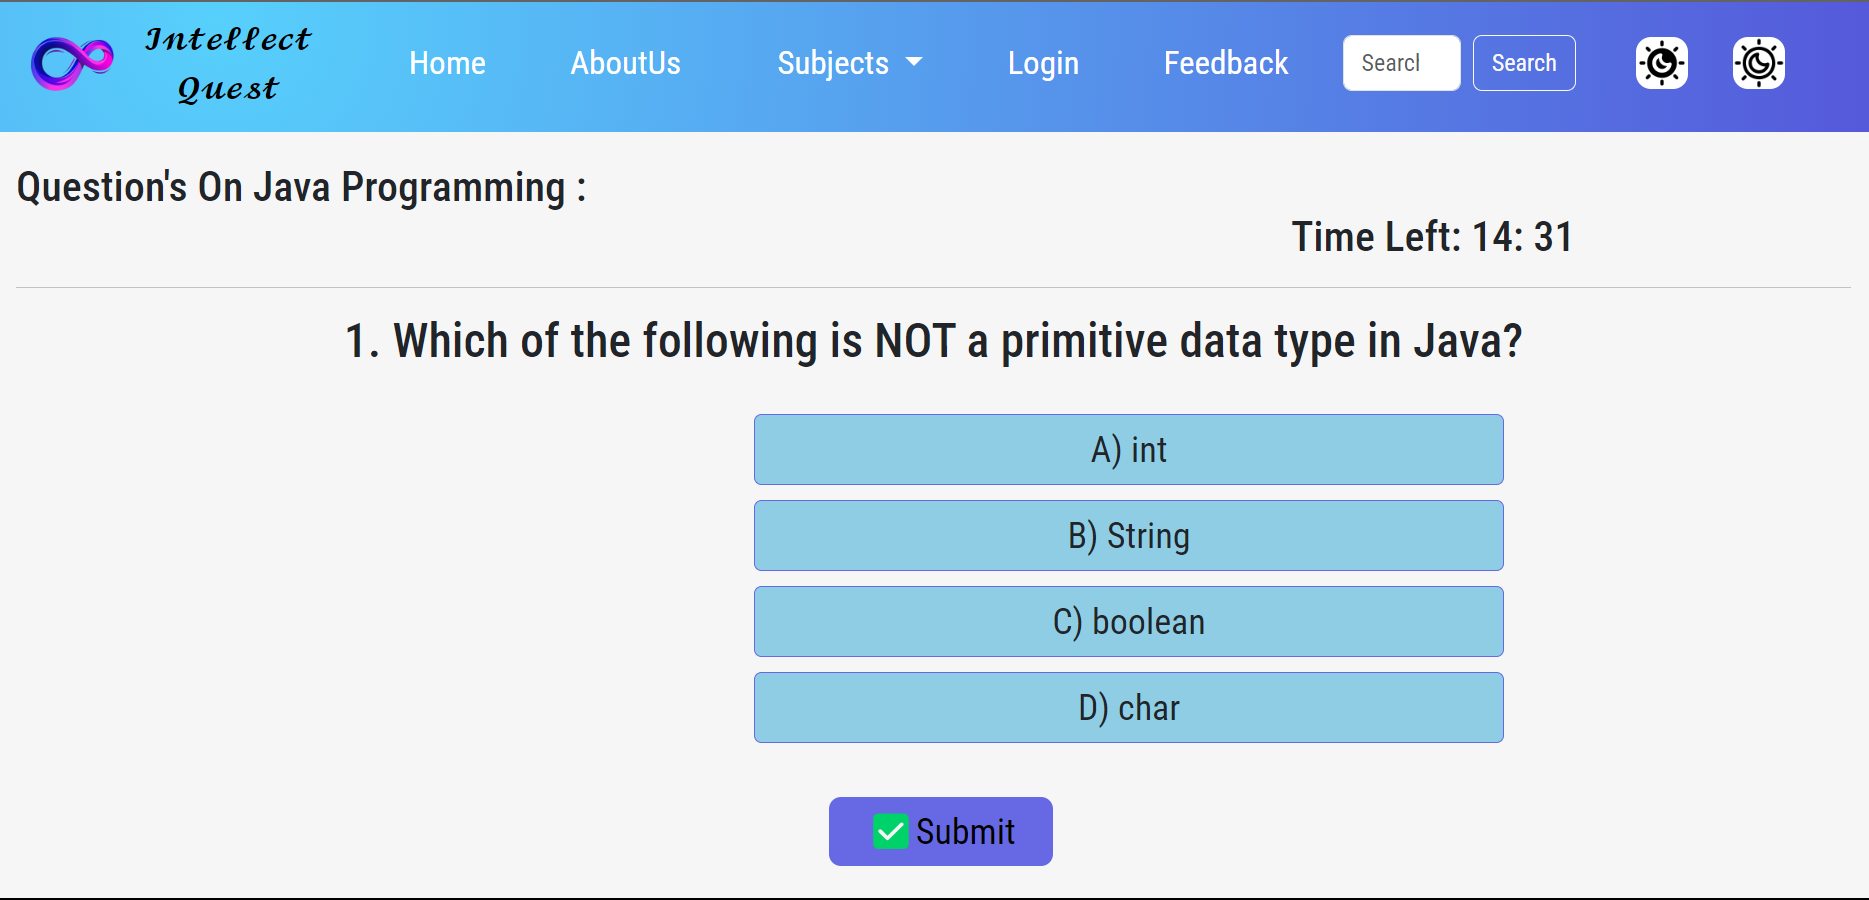 Intellect
Quest
Home AboutUs Subjects Login Feedback Search
Question's On Java Programming :
Time Left: 14: 31
1. Which of the following is NOT a primitive data type in Java?
A) int
B) String
C) boolean
D) char
Submit